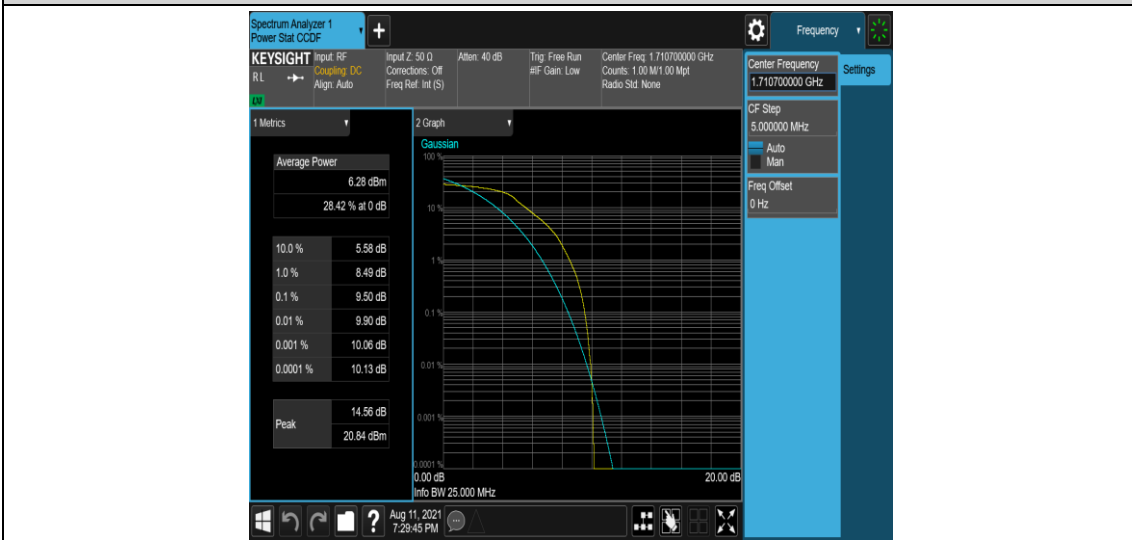 Spectrum Analyzer 1
Power Stat CCDF
+
Frequency
KEYSIGHT
Input: RF
Input Z: 50 Ω
Atten: 40 dB
Trig: Free Run
Center Freq: 1.710700000 GHz
R L
Coupling: DC
Corrections: Off
#IF Gain: Low
Counts: 1.00 M/1.00 Mpt
Align: Auto
Freq Ref: Int (S)
Radio Std: None
Center Frequency
1.710700000 GHz
Settings
CF Step
5.000000 MHz
Auto
Man
Freq Offset
0 Hz
1 Metrics
Average Power
6.28 dBm
28.42 % at 0 dB
10.0 % 5.58 dB
1.0 % 8.49 dB
0.1 % 9.50 dB
0.01 % 9.90 dB
0.001 % 10.06 dB
0.0001 % 10.13 dB
Peak
14.56 dB
20.84 dBm
2 Graph
Gaussian
100 %
10 %
1 %
0.1 %
0.01 %
0.001 %
0.0001 %
0.00 dB 20.00 dB
Info BW 25.000 MHz
?
Aug 11, 2021
7:29:45 PM